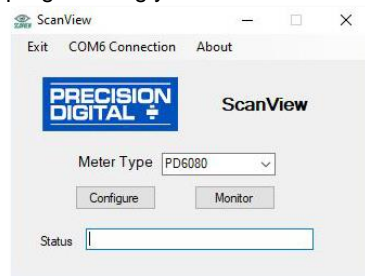 ScanView
Exit COM6 Connection About
PRECISION
DIGITAL
ScanView
Meter Type PD6080
Configure Monitor
Status